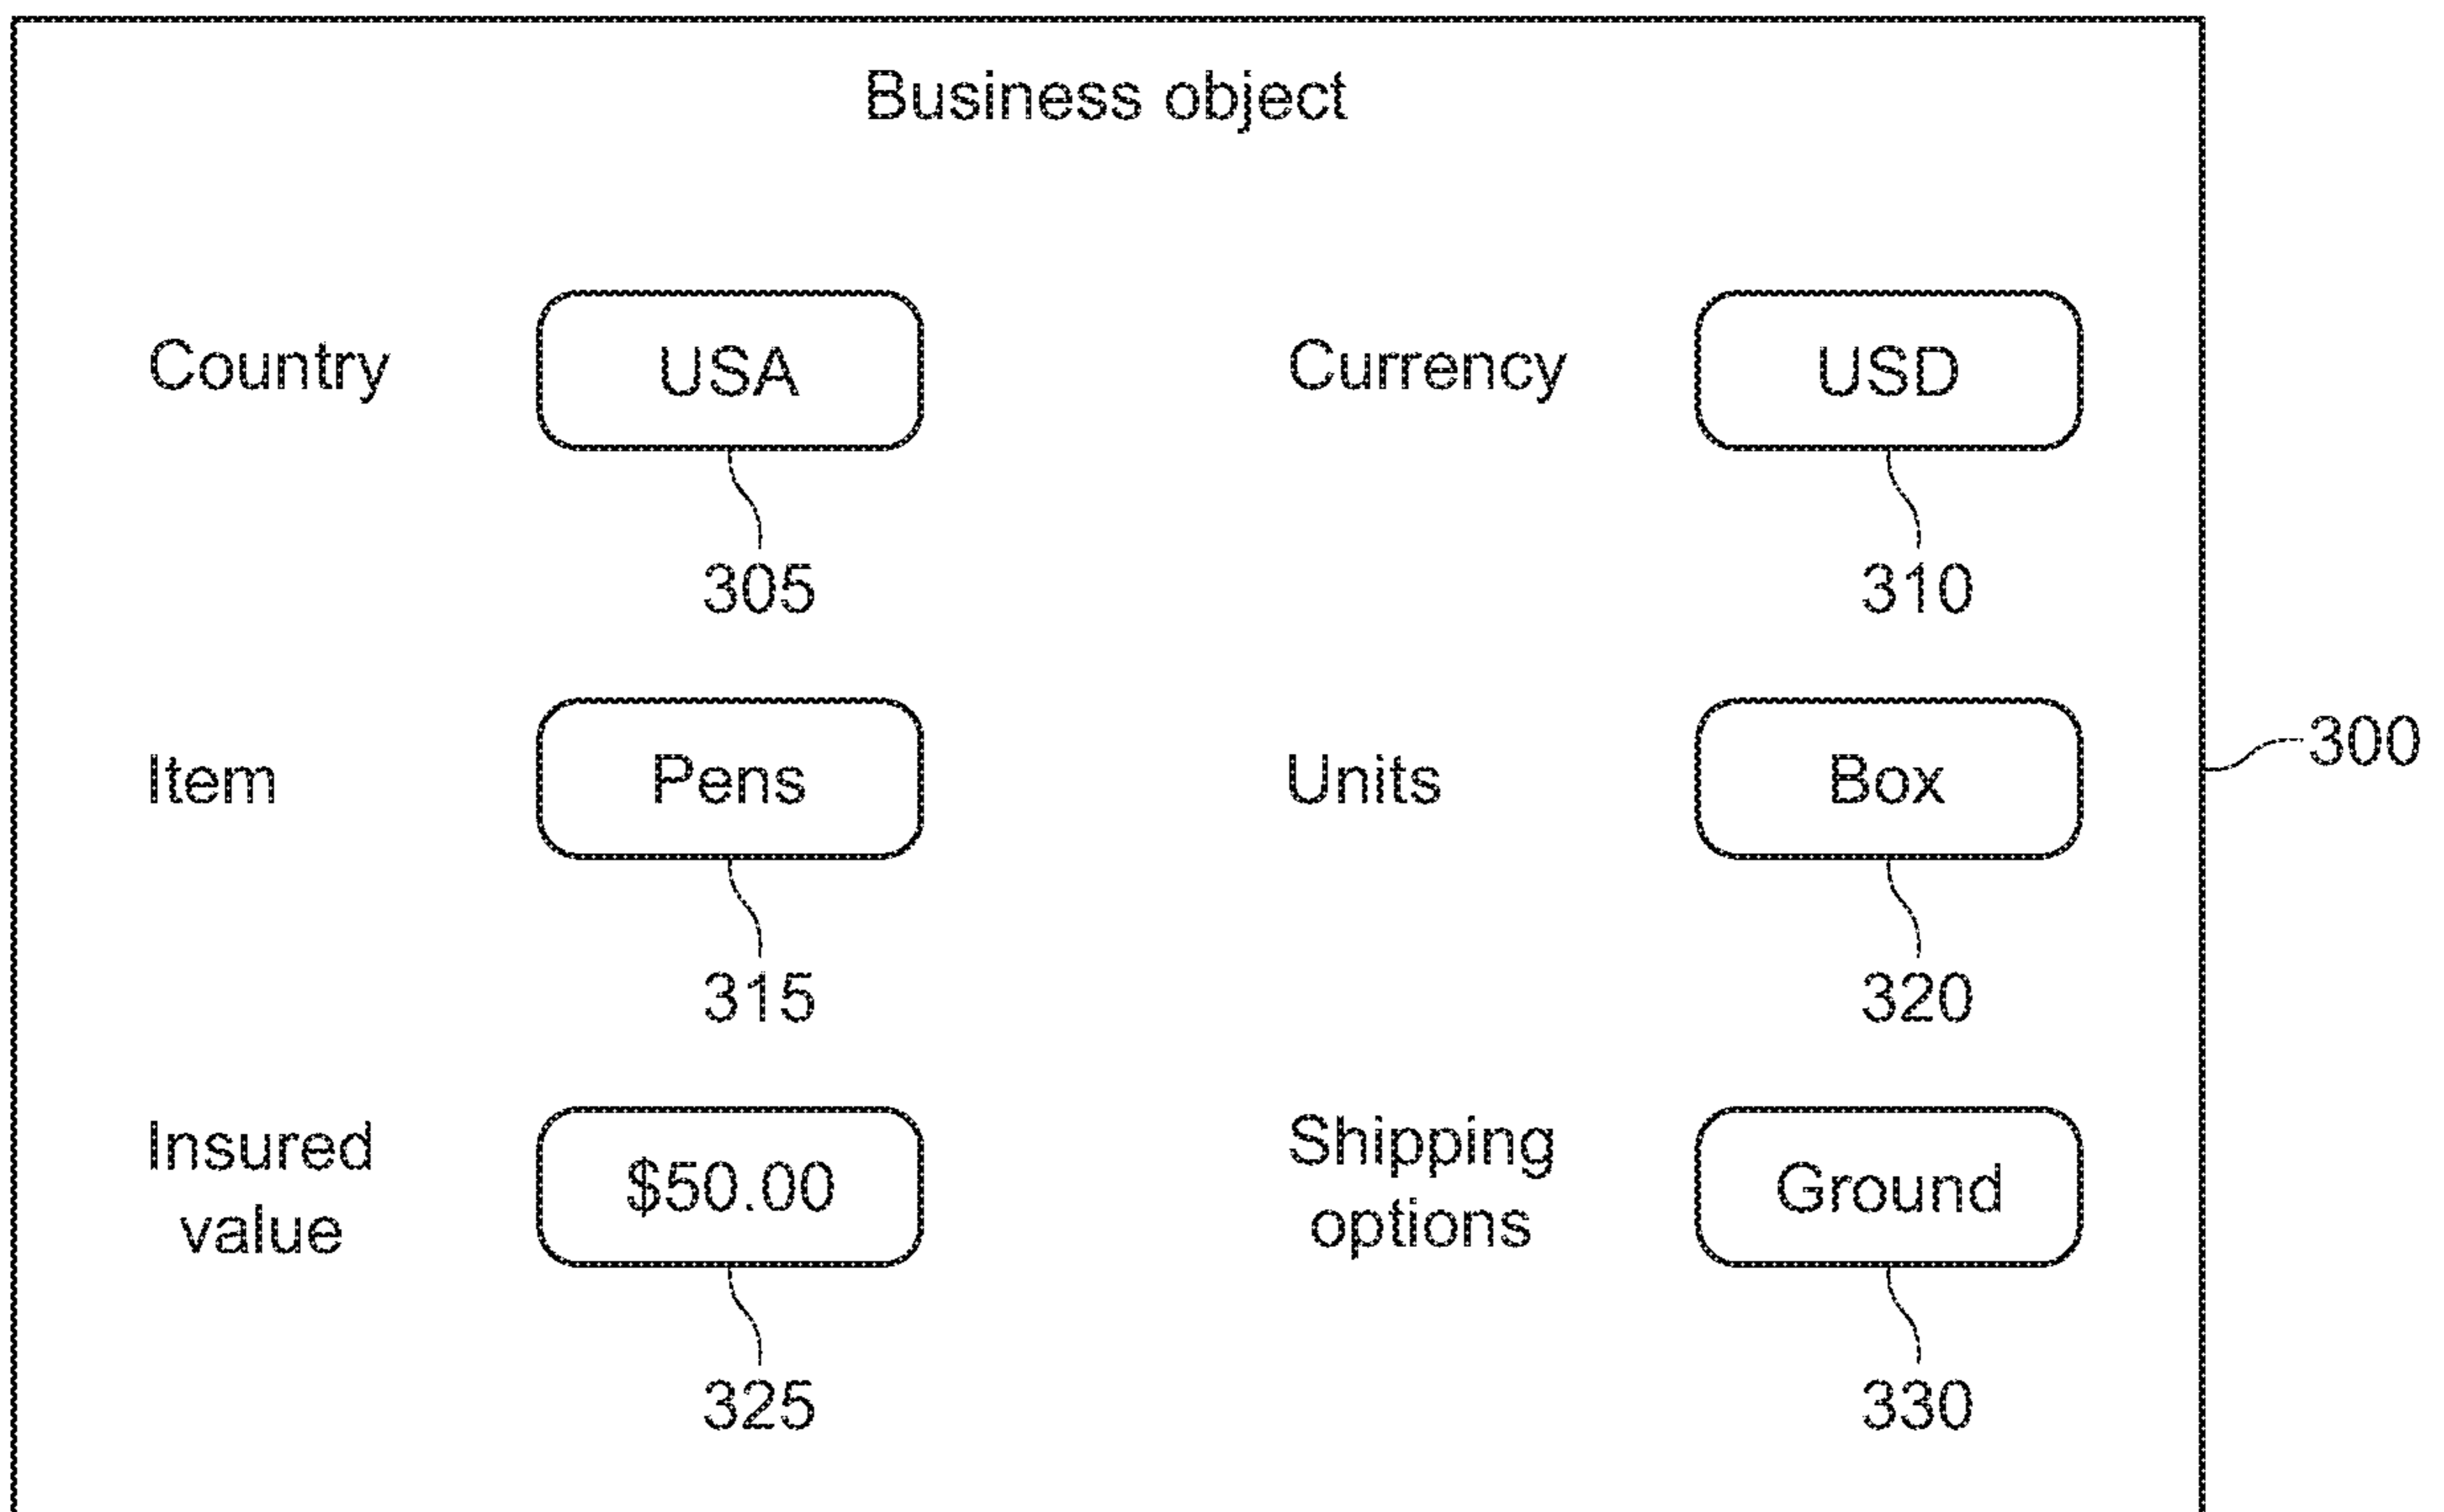 Business object
Country USA Currency USD
305 310
Item Pens Units Box 300
315 320
Insured value $50.00 Shipping options Ground
325 330